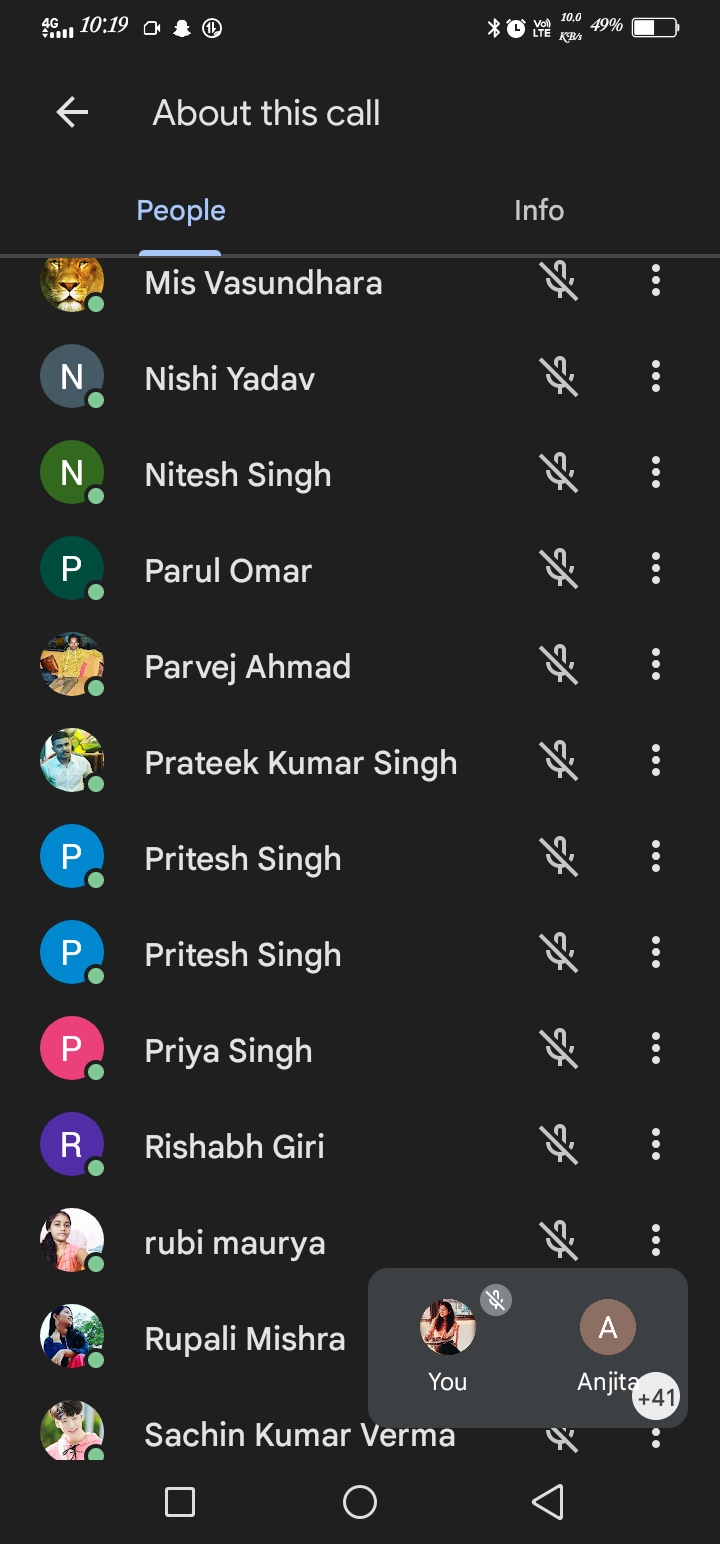 4G 10:19 Vo) LTE 10.0 KB/s 49%
About this call
People Info
Mis Vasundhara
N Nishi Yadav
N Nitesh Singh
P Parul Omar
Parvej Ahmad
Prateek Kumar Singh
P Pritesh Singh
P Pritesh Singh
P Priya Singh
R Rishabh Giri
rubi maurya
Rupali Mishra
A
You Anjita
+41
Sachin Kumar Verma